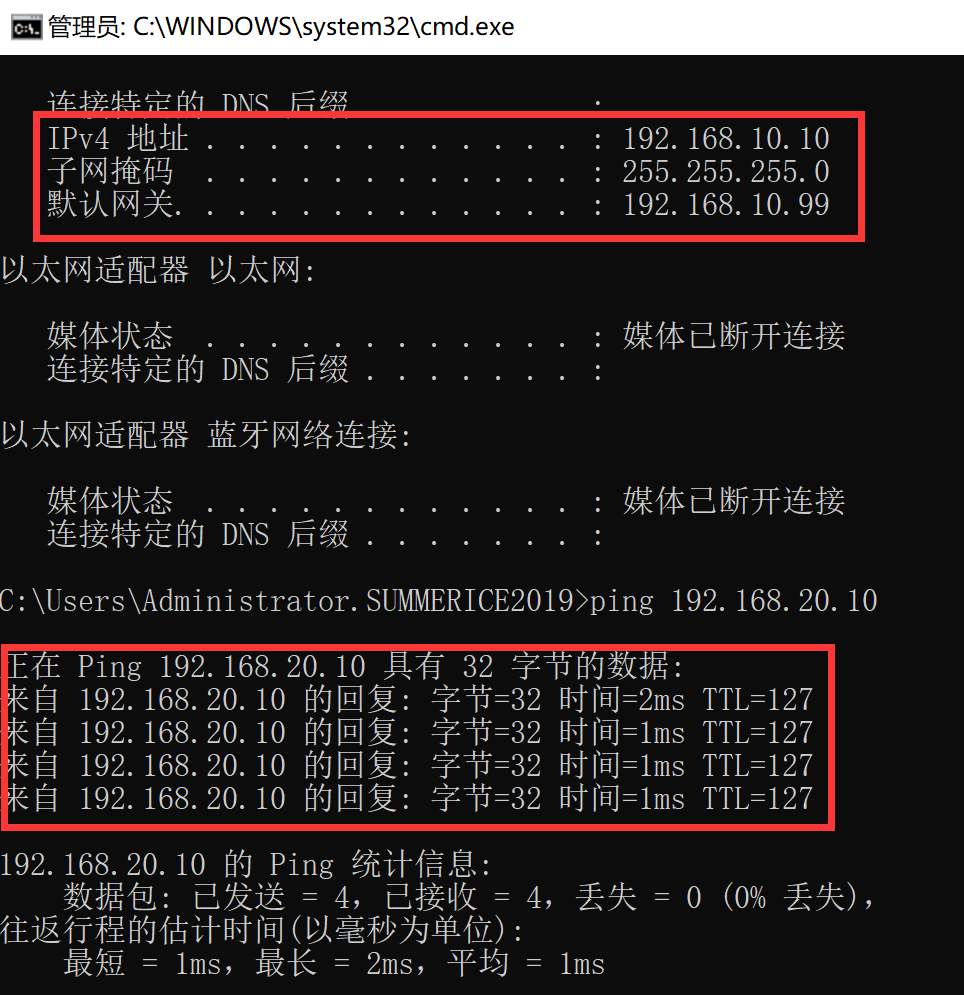 管理员: C:\WINDOWS\system32\cmd.exe
连接特定的 DNS 后缀 . . . . . . . :
IPv4 地址 . . . . . . . . . . . . : 192.168.10.10
子网掩码 . . . . . . . . . . . . : 255.255.255.0
默认网关. . . . . . . . . . . . . : 192.168.10.99
以太网适配器 以太网:
媒体状态 . . . . . . . . . . . . : 媒体已断开连接
连接特定的 DNS 后缀 . . . . . . . :
以太网适配器 蓝牙网络连接:
媒体状态 . . . . . . . . . . . . : 媒体已断开连接
连接特定的 DNS 后缀 . . . . . . . :
C:\Users\Administrator.SUMMERICE2019>ping 192.168.20.10
正在 Ping 192.168.20.10 具有 32 字节的数据:
来自 192.168.20.10 的回复: 字节=32 时间=2ms TTL=127
来自 192.168.20.10 的回复: 字节=32 时间=1ms TTL=127
来自 192.168.20.10 的回复: 字节=32 时间=1ms TTL=127
来自 192.168.20.10 的回复: 字节=32 时间=1ms TTL=127
192.168.20.10 的 Ping 统计信息:
数据包: 已发送 = 4，已接收 = 4，丢失 = 0 (0% 丢失)，
往返行程的估计时间(以毫秒为单位):
最短 = 1ms，最长 = 2ms，平均 = 1ms